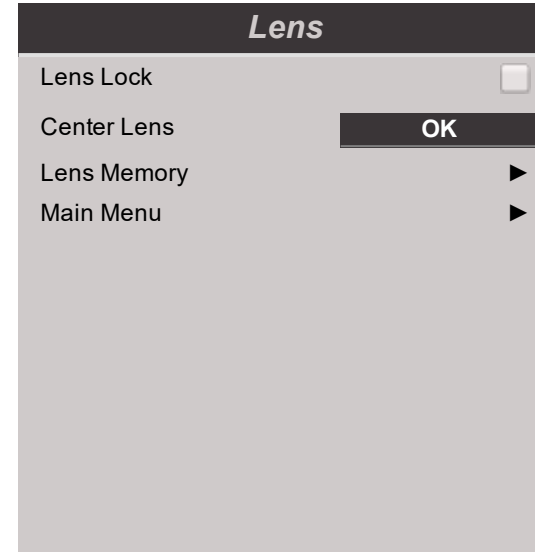 Lens
Lens Lock
Center Lens OK
Lens Memory ►
Main Menu ►